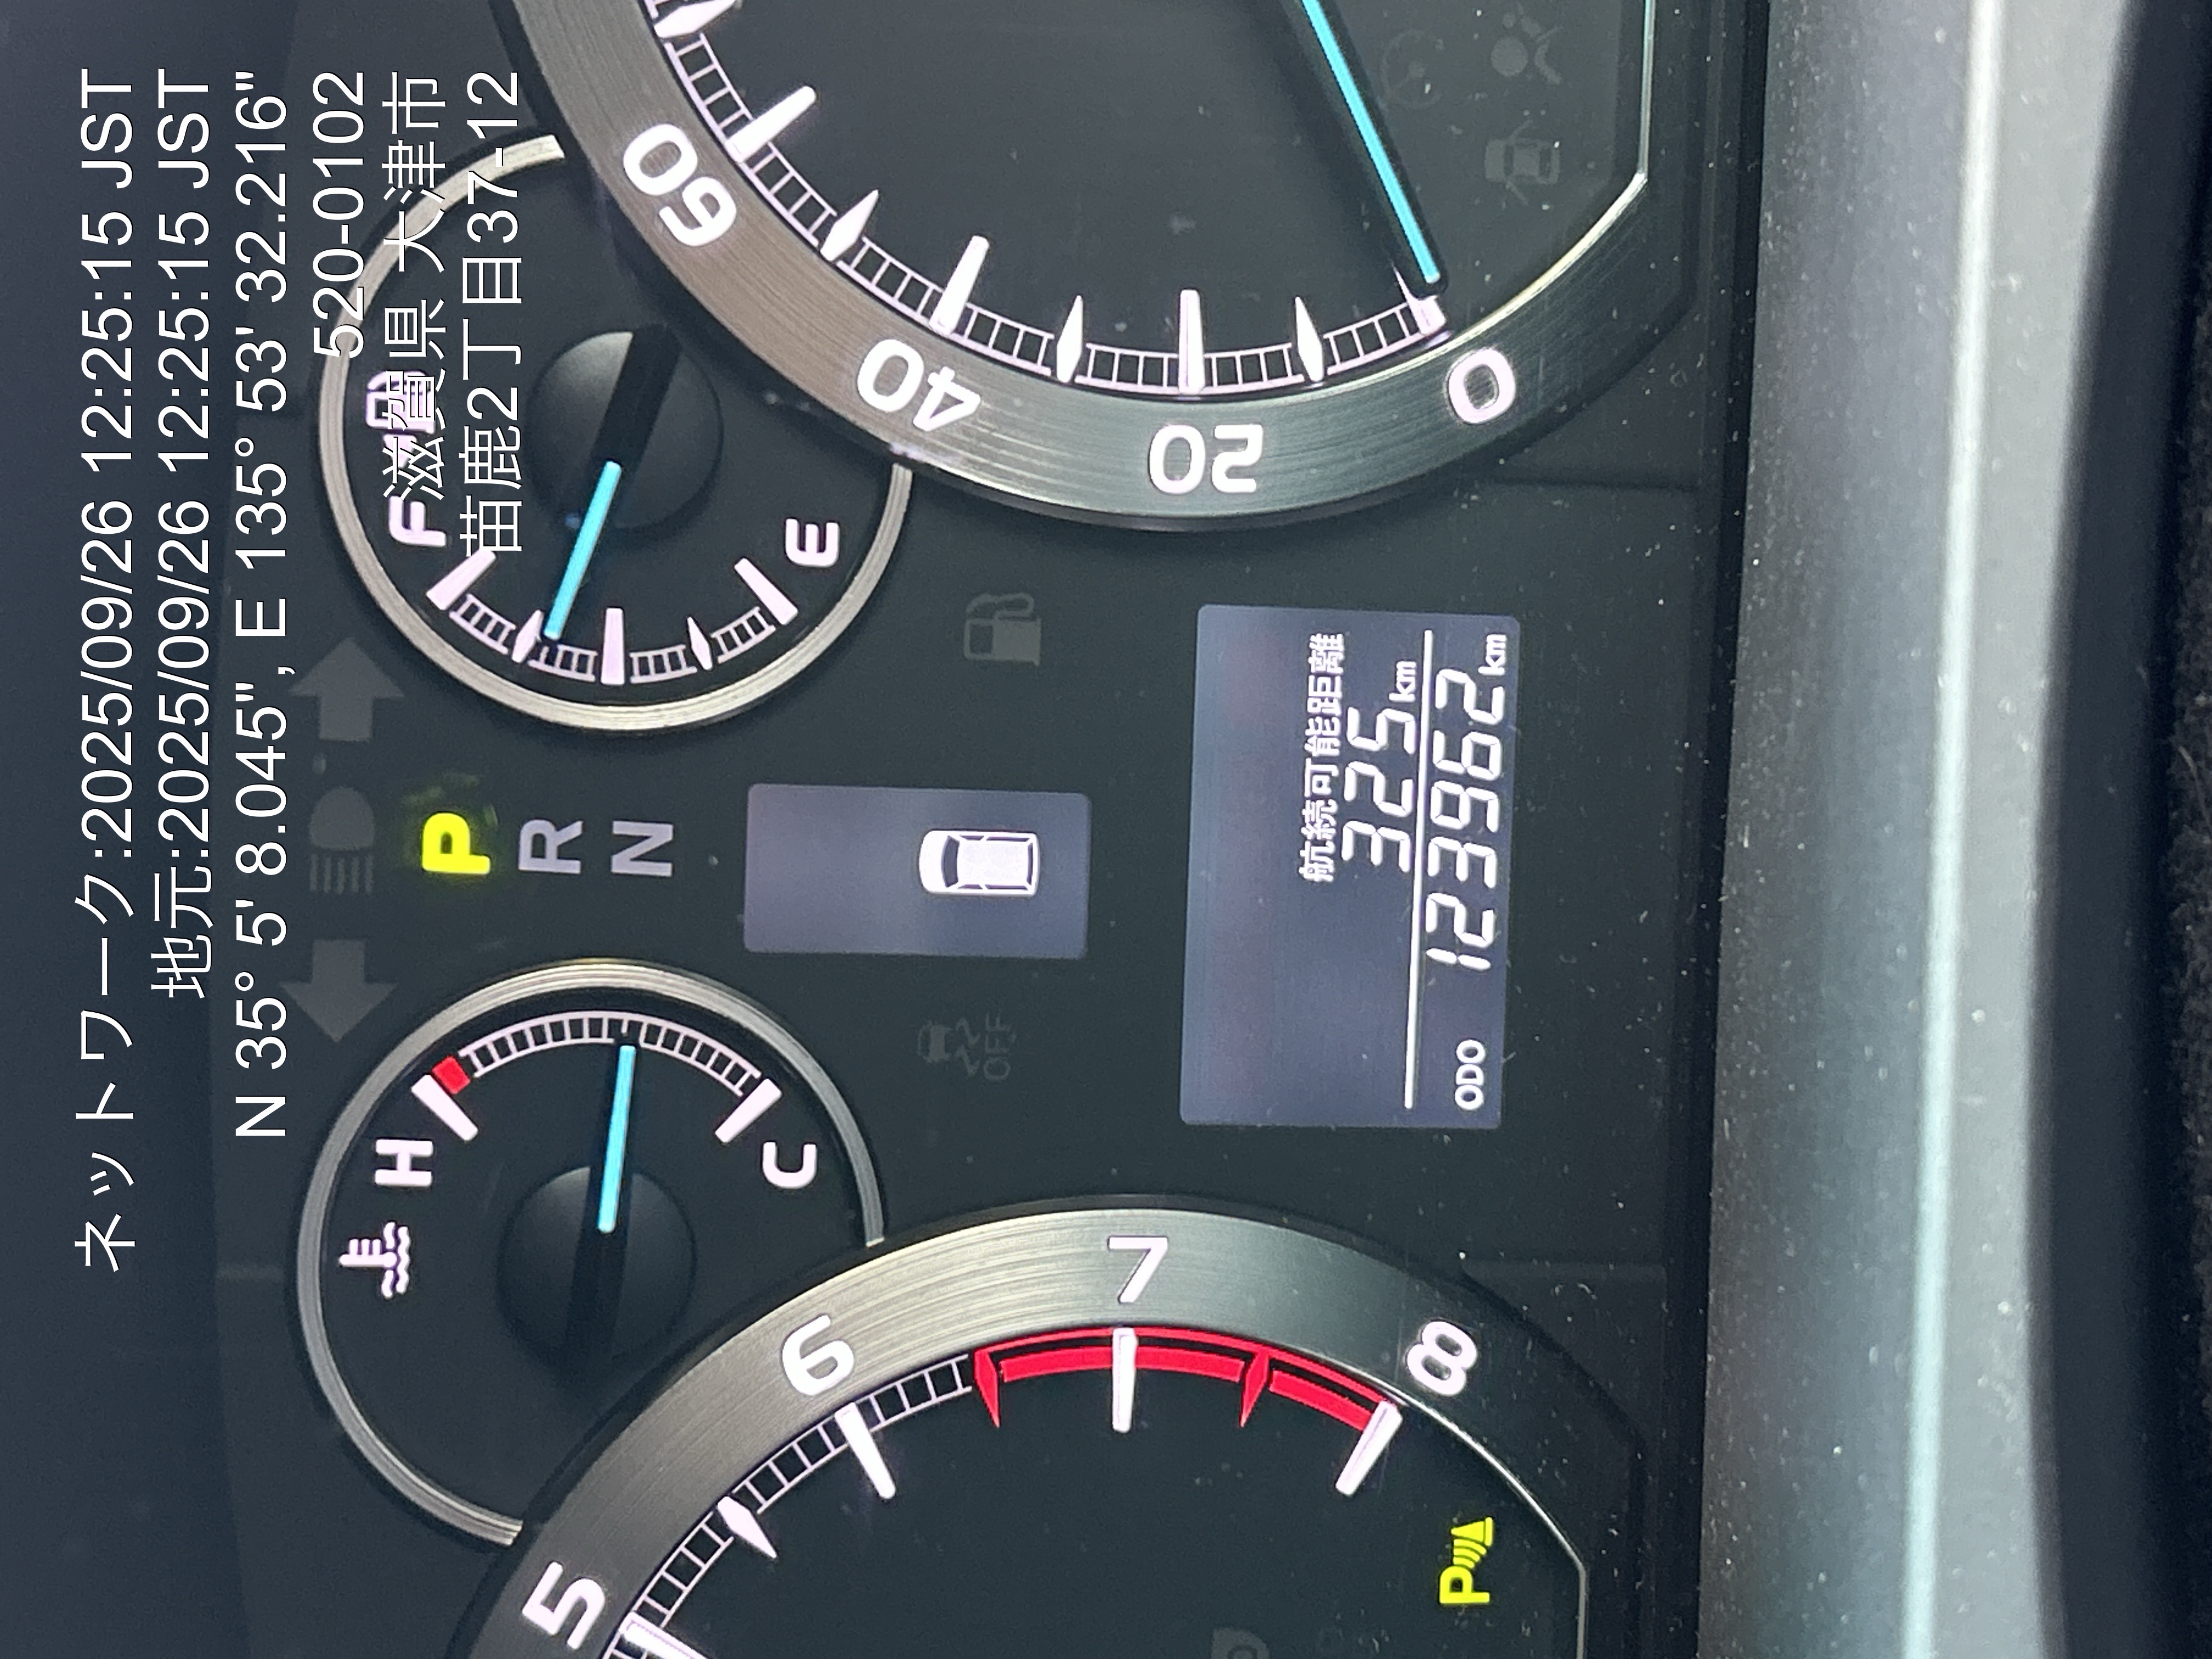 ネットワーク:2025/09/26 12:25:15 JST
地元:2025/09/26 12:25:15 JST
N 35° 5' 8.045", E 135° 53' 32.216"
520-0102
滋賀県 大津市
苗鹿2丁目37-12
H
C
F
E
P
R
N
OFF
5
6
7
8
60
40
20
0
航続可能距離
325km
ODO 123962km
P